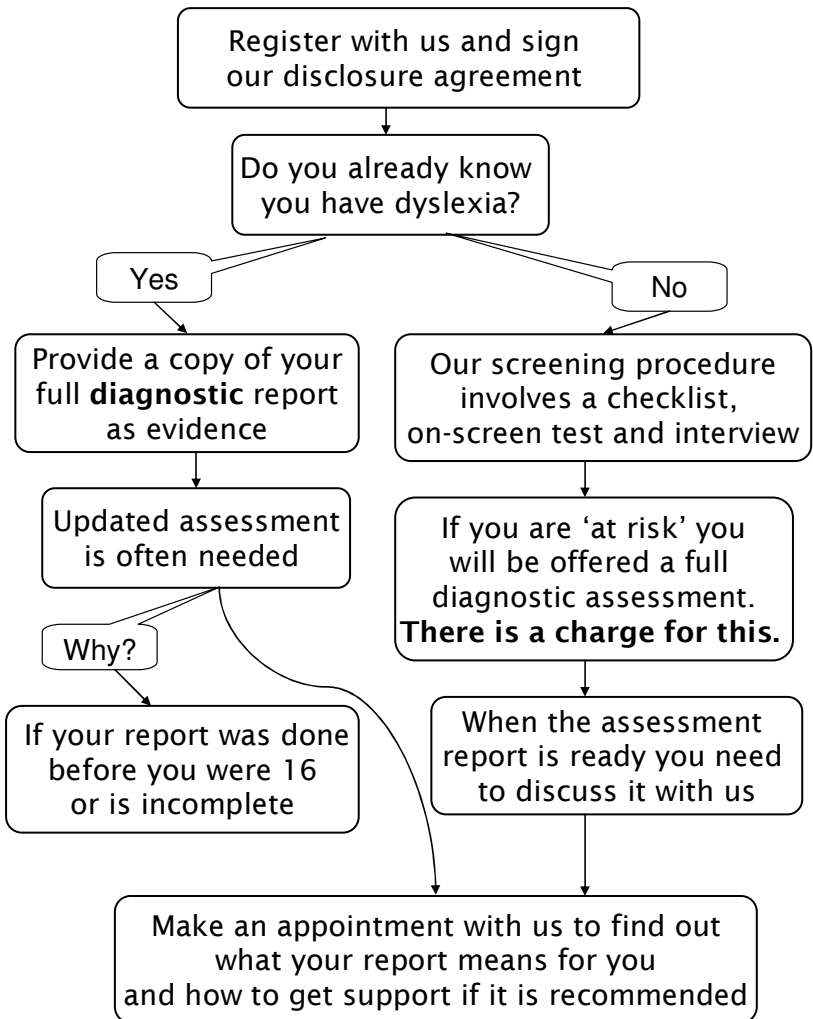 Register with us and sign
our disclosure agreement
Do you already know
you have dyslexia?
Yes
No
Provide a copy of your
full diagnostic report
as evidence
Our screening procedure
involves a checklist,
on-screen test and interview
Updated assessment
is often needed
If you are ‘at risk’ you
will be offered a full
diagnostic assessment.
There is a charge for this.
Why?
If your report was done
before you were 16
or is incomplete
When the assessment
report is ready you need
to discuss it with us
Make an appointment with us to find out
what your report means for you
and how to get support if it is recommended